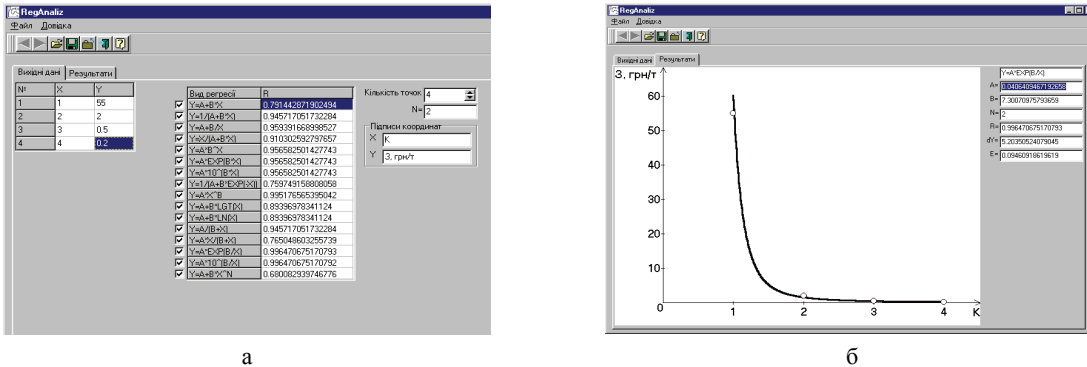 RegAnaliz
Файл Довідка
Вихідні дані Результати
№ X Y
1 1 55
2 2 2
3 3 0.5
4 4 0.2
Вид регресії R
Y=A+B*X 0.791442871902494
Y=1/(A+B*X) 0.945717051732284
Y=A+B/X 0.959391668998527
Y=X/(A+B*X) 0.910302592797657
Y=A*B^X 0.956582501427743
Y=A*EXP(B*X) 0.956582501427743
Y=A*10^(B*X) 0.956582501427743
Y=1/(A+B*EXP(-X)) 0.759749158808058
Y=A*X^B 0.995176565395042
Y=A+B*LGT(X) 0.89396978341124
Y=A+B*LN(X) 0.89396978341124
Y=A/(B+X) 0.945717051732284
Y=A*X/(B+X) 0.765048603255739
Y=A*EXP(B/X) 0.996470675170793
Y=A*10^(B/X) 0.996470675170792
Y=A+B*X^N 0.680082939746776
Кількість точок 4
N= 2
Підписи координат
X K
Y З, грн/т
а
RegAnaliz
Файл Довідка
Вихідні дані Результати
З, грн/т
60
50
40
30
20
10
0 1 2 3 4 K
Y=A*EXP(B/X)
A= 0.0406409467192658
B= 7.30070975793659
N= 2
R= 0.996470675170793
dY= 5.20350524079045
E= 0.09460918619619
б